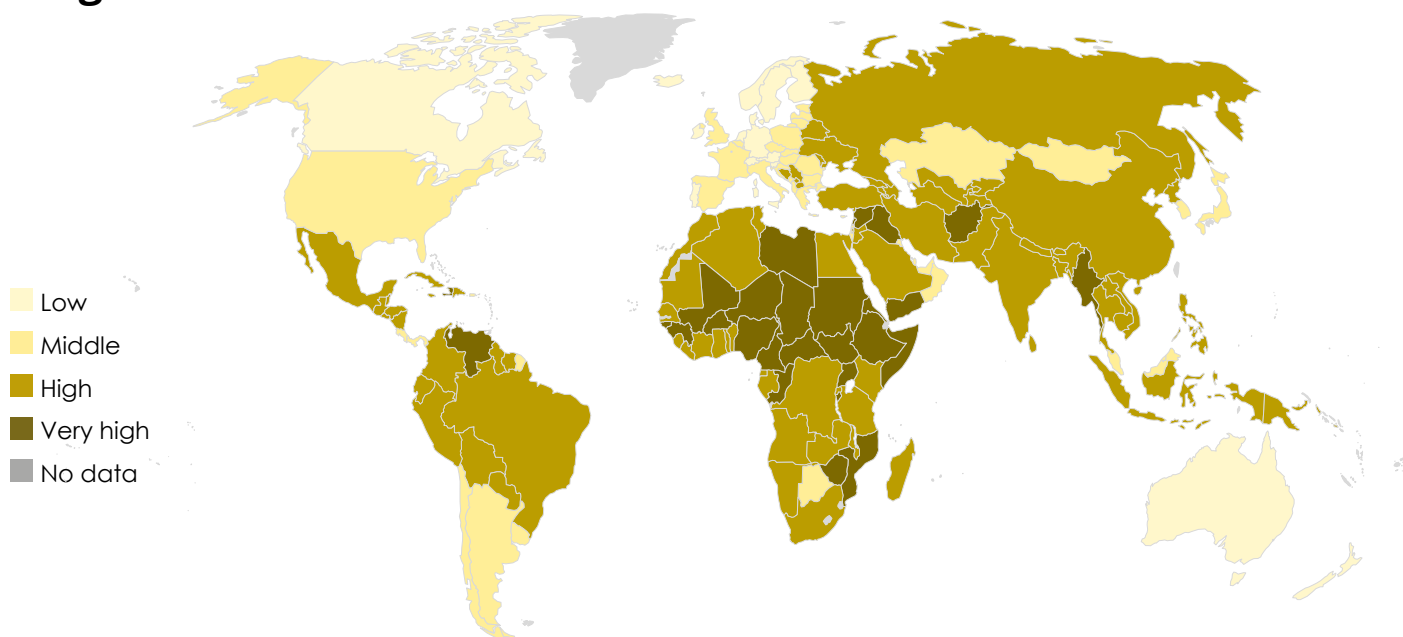 Low
Middle
High
Very high
No data